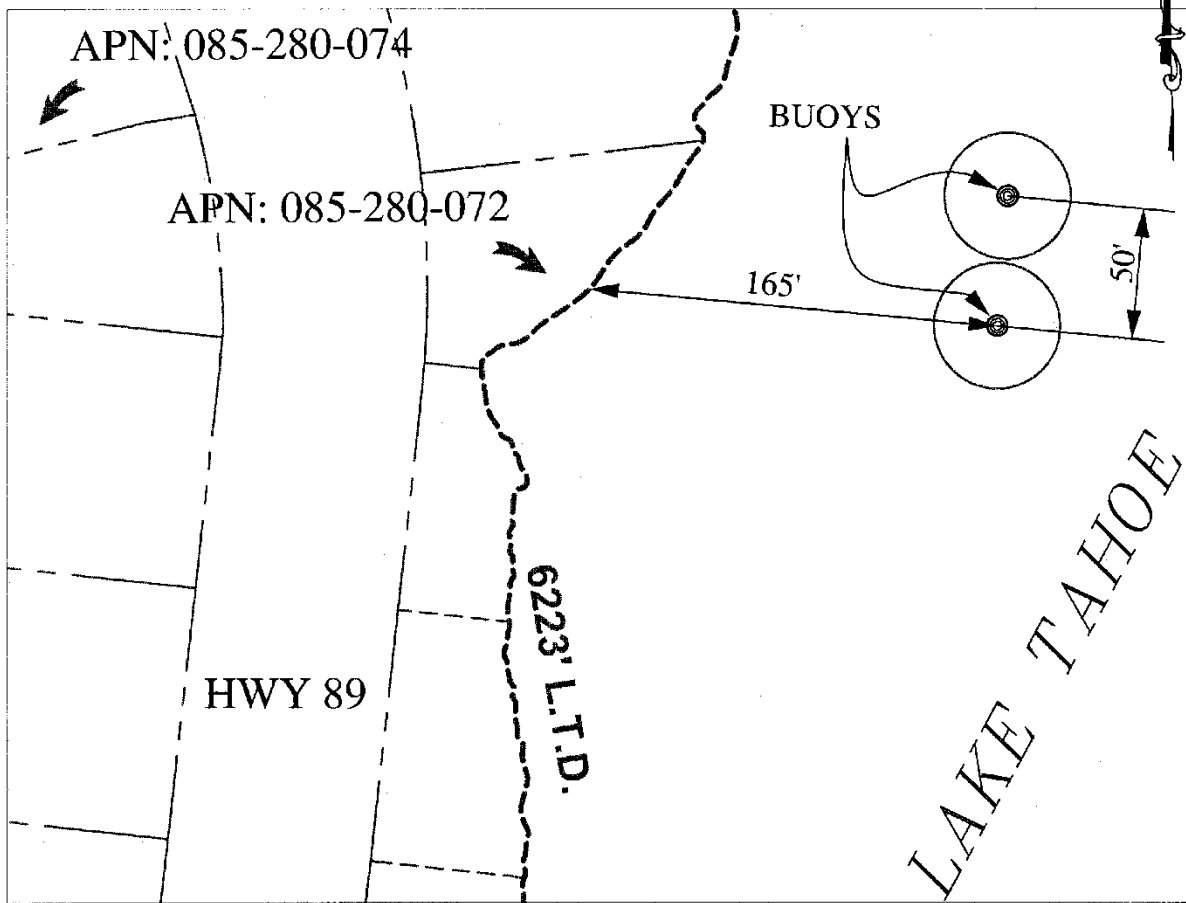 APN: 085-280-074
BUOYS
APN: 085-280-072
165'
50'
6223' L.T.D.
HWY 89
LAKE TAHOE